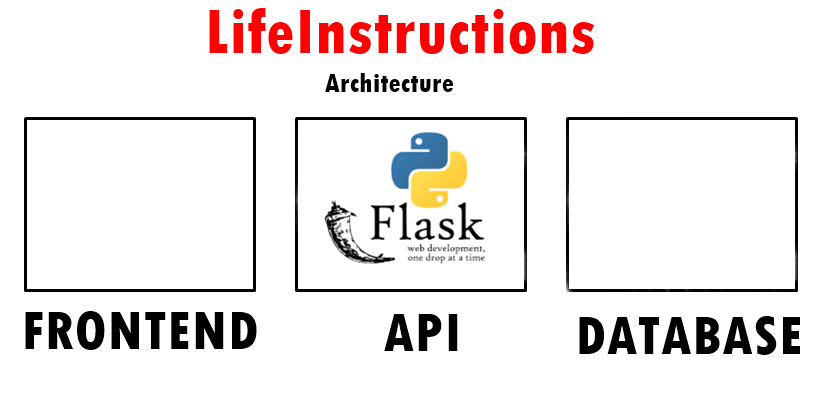 LifeInstructions
Architecture
Flask
web development,
one drop at a time
FRONTEND
API
DATABASE